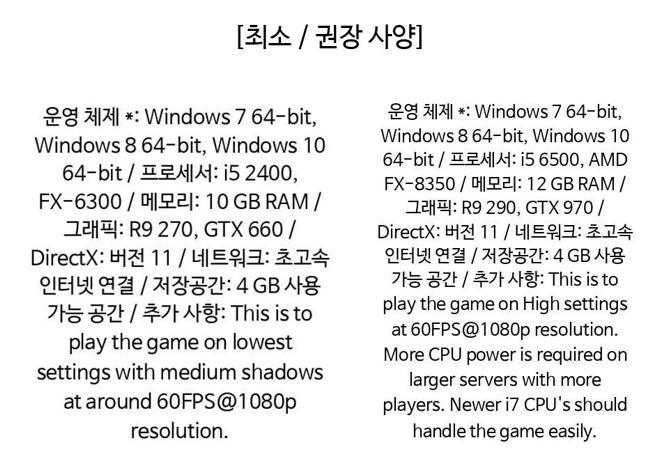 [최소 / 권장 사양]
운영 체제 *: Windows 7 64-bit,
Windows 8 64-bit, Windows 10
64-bit / 프로세서: i5 2400,
FX-6300 / 메모리: 10 GB RAM /
그래픽: R9 270, GTX 660 /
DirectX: 버전 11 / 네트워크: 초고속
인터넷 연결 / 저장공간: 4 GB 사용
가능 공간 / 추가 사항: This is to
play the game on lowest
settings with medium shadows
at around 60FPS@1080p
resolution.
운영 체제 *: Windows 7 64-bit,
Windows 8 64-bit, Windows 10
64-bit / 프로세서: i5 6500, AMD
FX-8350 / 메모리: 12 GB RAM /
그래픽: R9 290, GTX 970 /
DirectX: 버전 11 / 네트워크: 초고속
인터넷 연결 / 저장공간: 4 GB 사용
가능 공간 / 추가 사항: This is to
play the game on High settings
at 60FPS@1080p resolution.
More CPU power is required on
larger servers with more
players. Newer i7 CPU's should
handle the game easily.